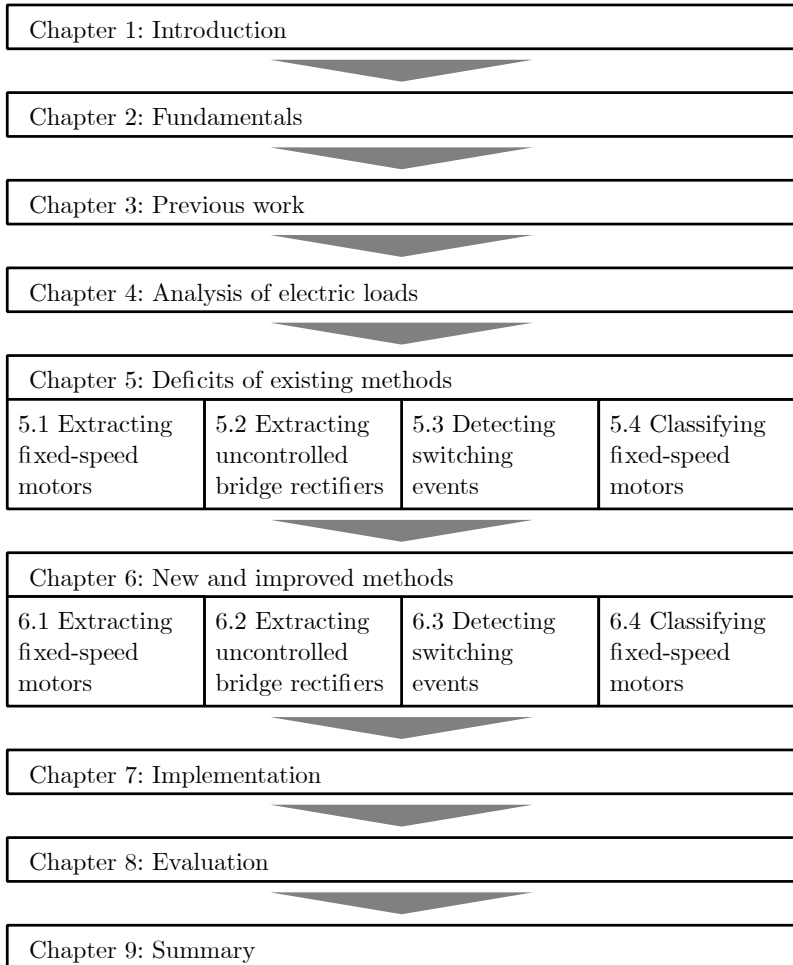 Chapter 1: Introduction
Chapter 2: Fundamentals
Chapter 3: Previous work
Chapter 4: Analysis of electric loads
Chapter 5: Deficits of existing methods
5.1 Extracting
fixed-speed
motors
5.2 Extracting
uncontrolled
bridge rectifiers
5.3 Detecting
switching
events
5.4 Classifying
fixed-speed
motors
Chapter 6: New and improved methods
6.1 Extracting
fixed-speed
motors
6.2 Extracting
uncontrolled
bridge rectifiers
6.3 Detecting
switching
events
6.4 Classifying
fixed-speed
motors
Chapter 7: Implementation
Chapter 8: Evaluation
Chapter 9: Summary